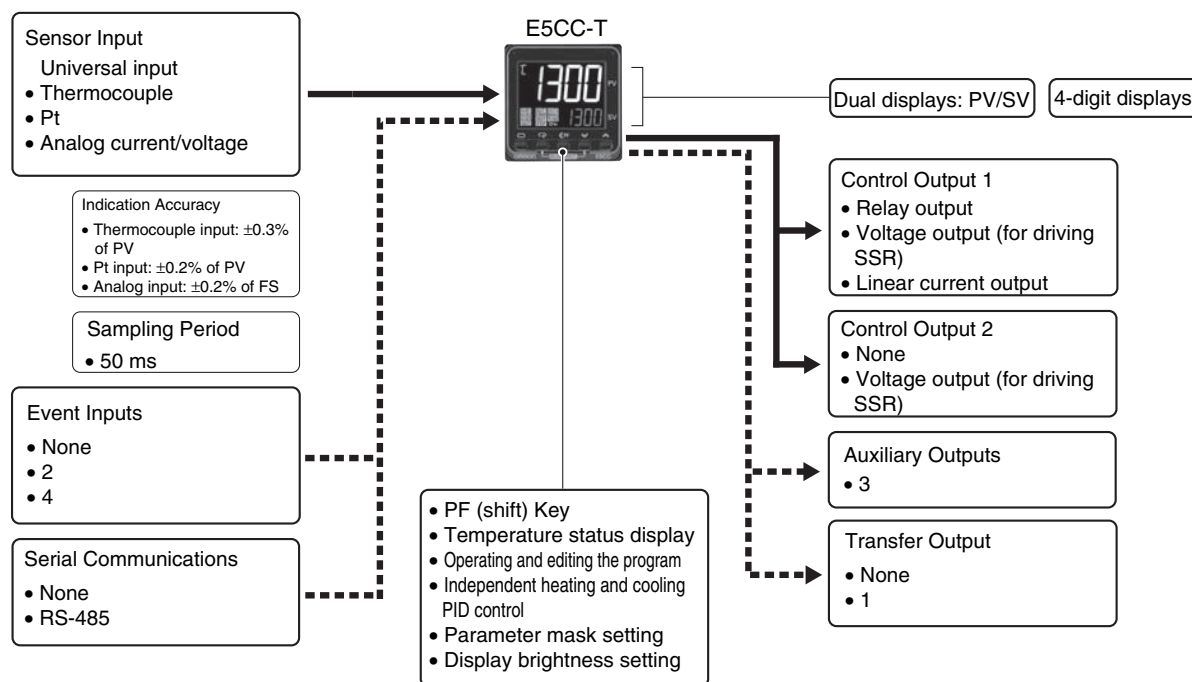 E5CC-T
Sensor Input
Universal input
• Thermocouple
• Pt
• Analog current/voltage
Indication Accuracy
• Thermocouple input: ±0.3%
of PV
• Pt input: ±0.2% of PV
• Analog input: ±0.2% of FS
Sampling Period
• 50 ms
Event Inputs
• None
• 2
• 4
Serial Communications
• None
• RS-485
1300
PV
1300
SV
• PF (shift) Key
• Temperature status display
• Operating and editing the program
• Independent heating and cooling
PID control
• Parameter mask setting
• Display brightness setting
Dual displays: PV/SV
4-digit displays
Control Output 1
• Relay output
• Voltage output (for driving
SSR)
• Linear current output
Control Output 2
• None
• Voltage output (for driving
SSR)
Auxiliary Outputs
• 3
Transfer Output
• None
• 1